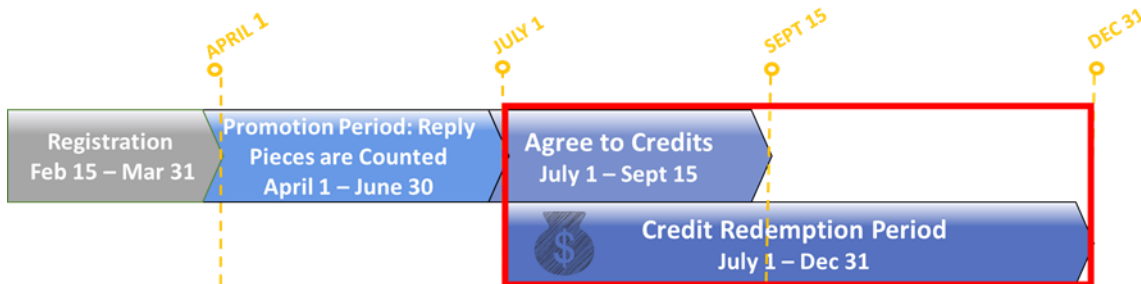 APRIL 1
JULY 1
SEPT 15
DEC 31
Registration
Feb 15 – Mar 31
Promotion Period: Reply
Pieces are Counted
April 1 – June 30
Agree to Credits
July 1 – Sept 15
$
Credit Redemption Period
July 1 – Dec 31